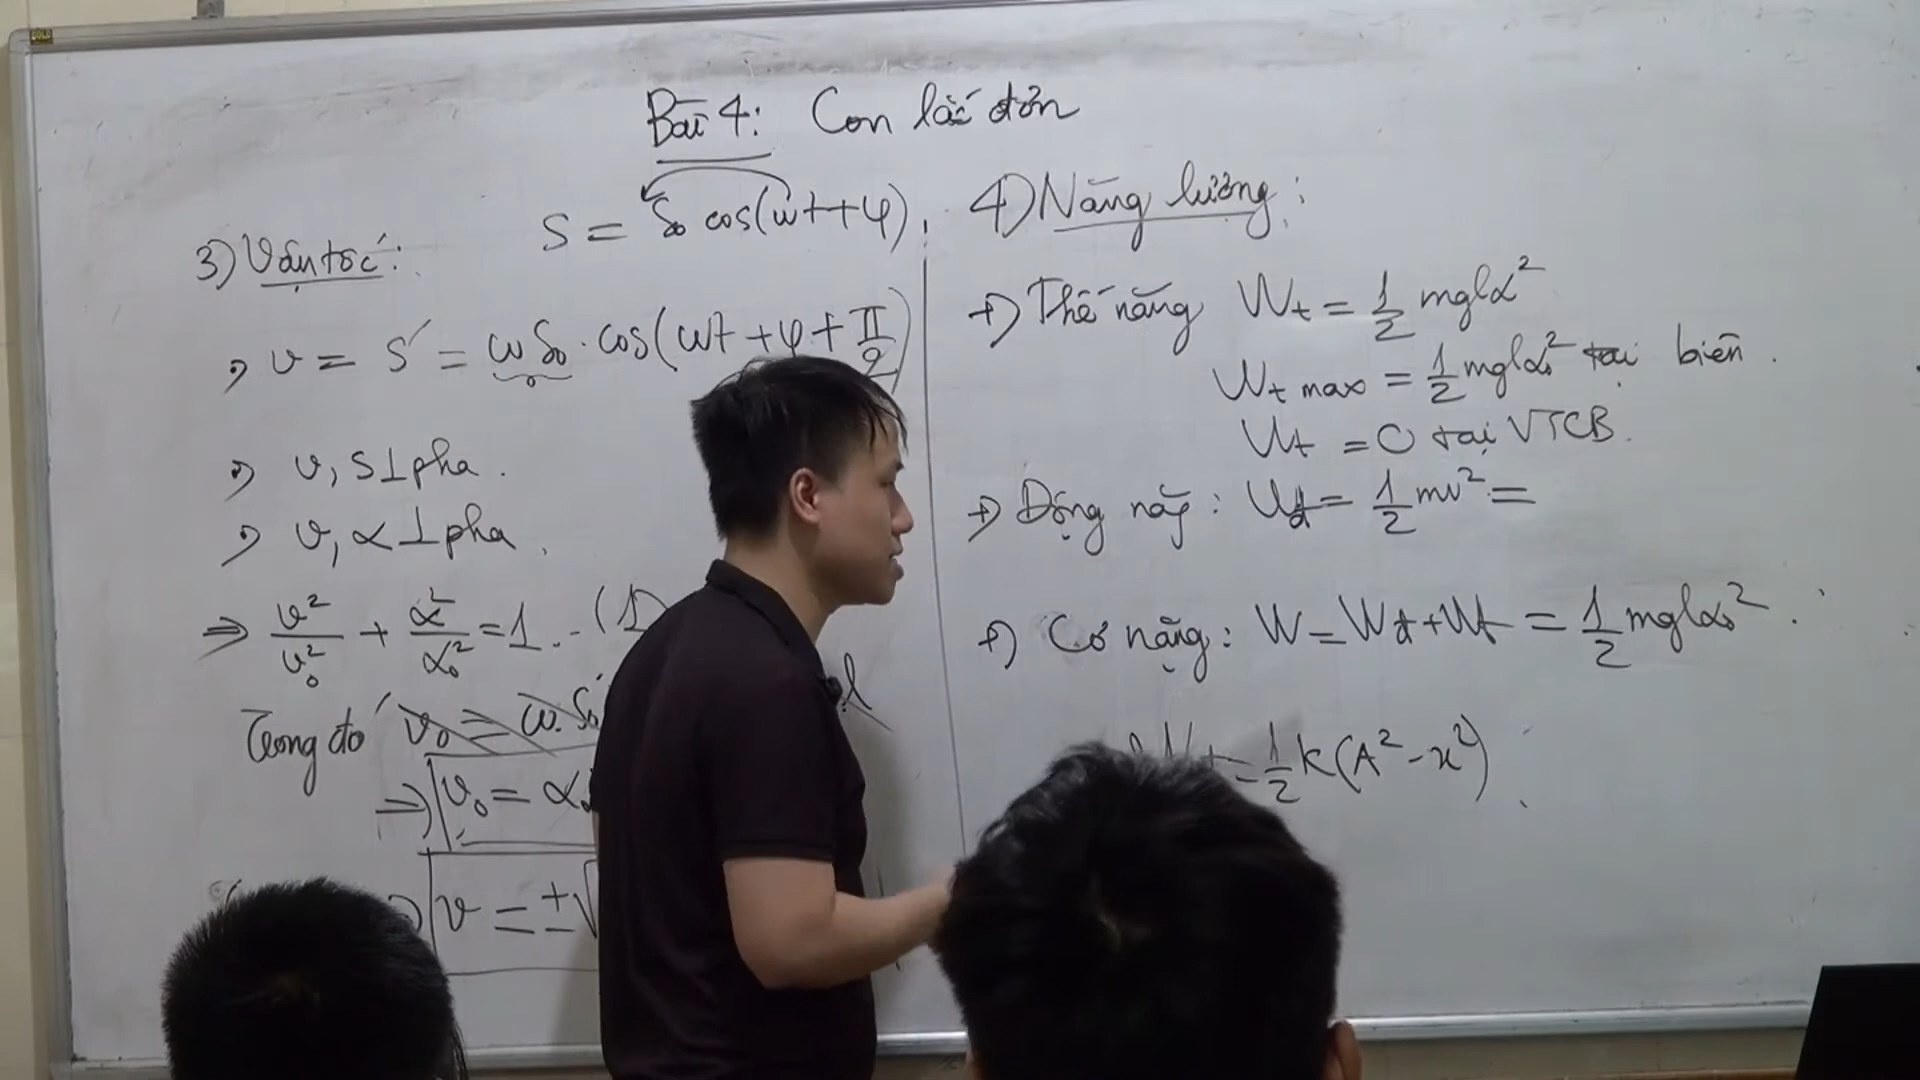 Bài 4: Con lắc đơn
S = S₀ cos(ωt+φ)
3) Vận tốc:
+) v = S' = ωS₀ . cos(ωt + φ + π/2)
+) v, S ⊥ pha.
+) v, α ⊥ pha.
⇒ v²/v₀² + α²/α₀² = 1 .. (1)
Trong đó v₀ = ω.S₀
⇒ v₀ = α₀
v = ±√
4) Năng lượng:
+) Thế năng Wt = 1/2 mglα²
Wt max = 1/2 mglα₀² tại biên.
Wt = 0 tại VTCB.
+) Động năng: Wđ = 1/2 mv² =
+) Cơ năng: W = Wđ + Wt = 1/2 mglα₀².
= 1/2 k(A² - x²)